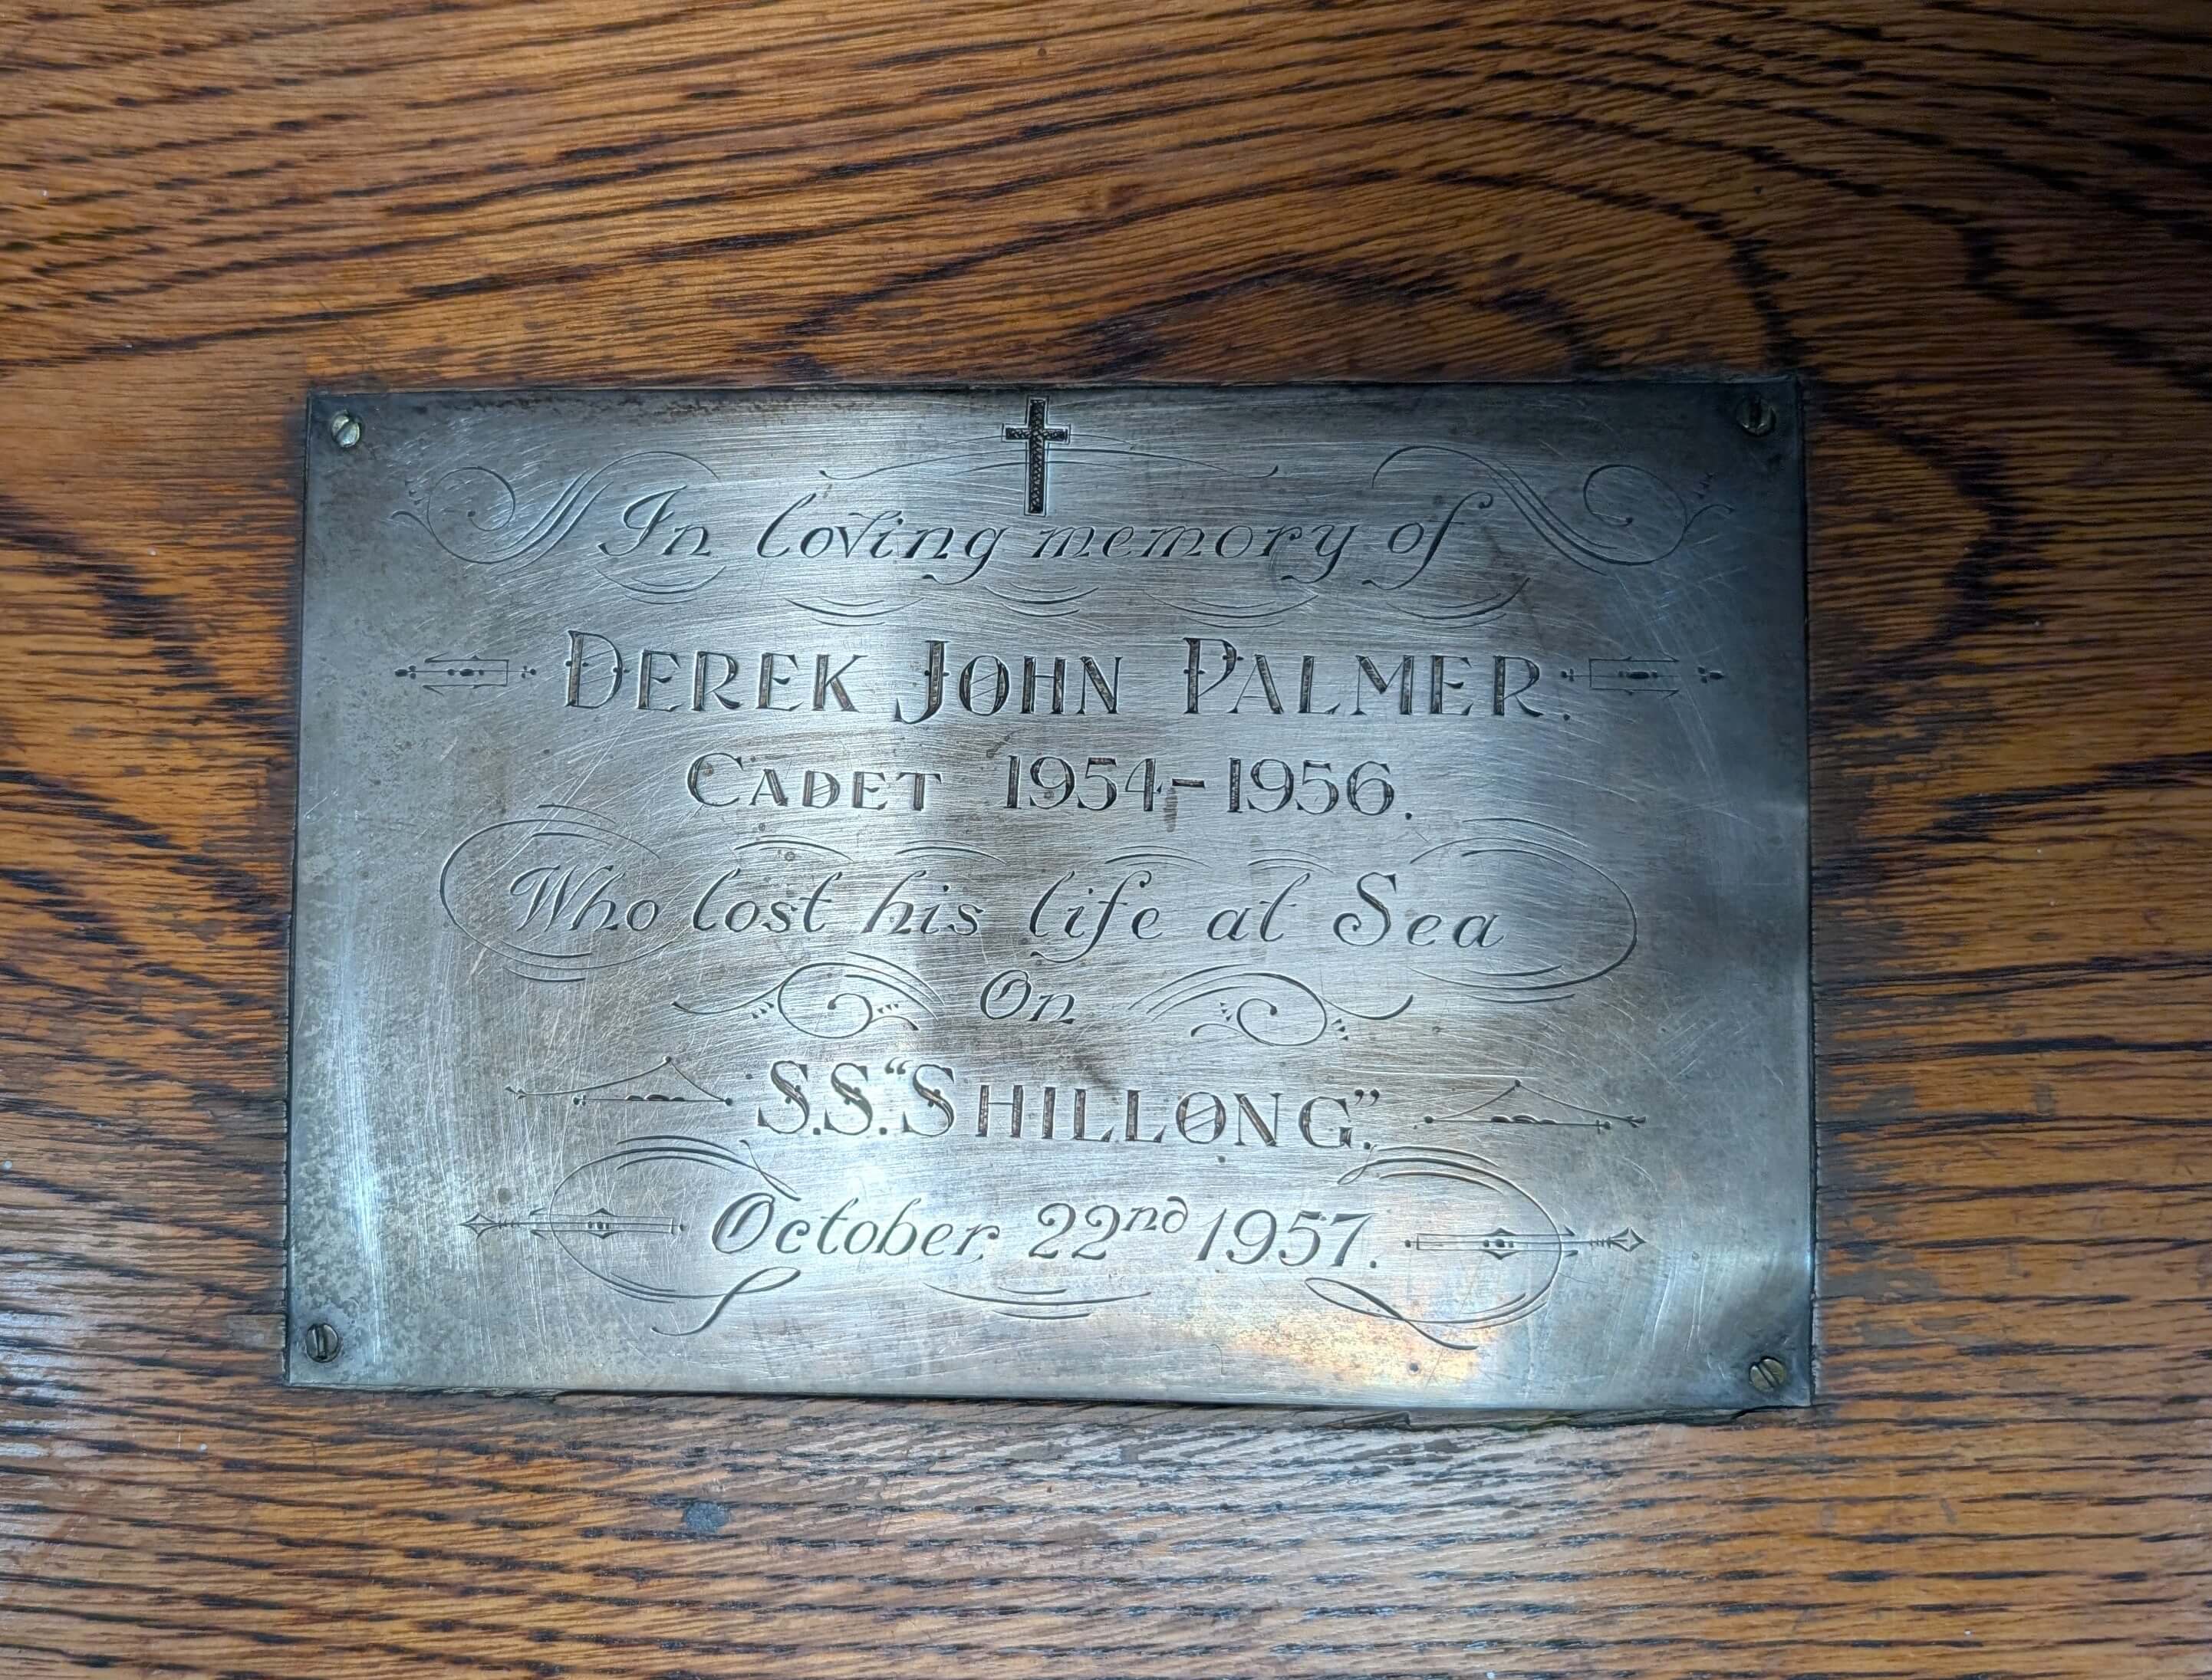 In loving memory of
DEREK JOHN PALMER.
CADET 1954-1956.
Who lost his life at Sea
On
S.S. "SHILLONG."
October 22nd 1957.